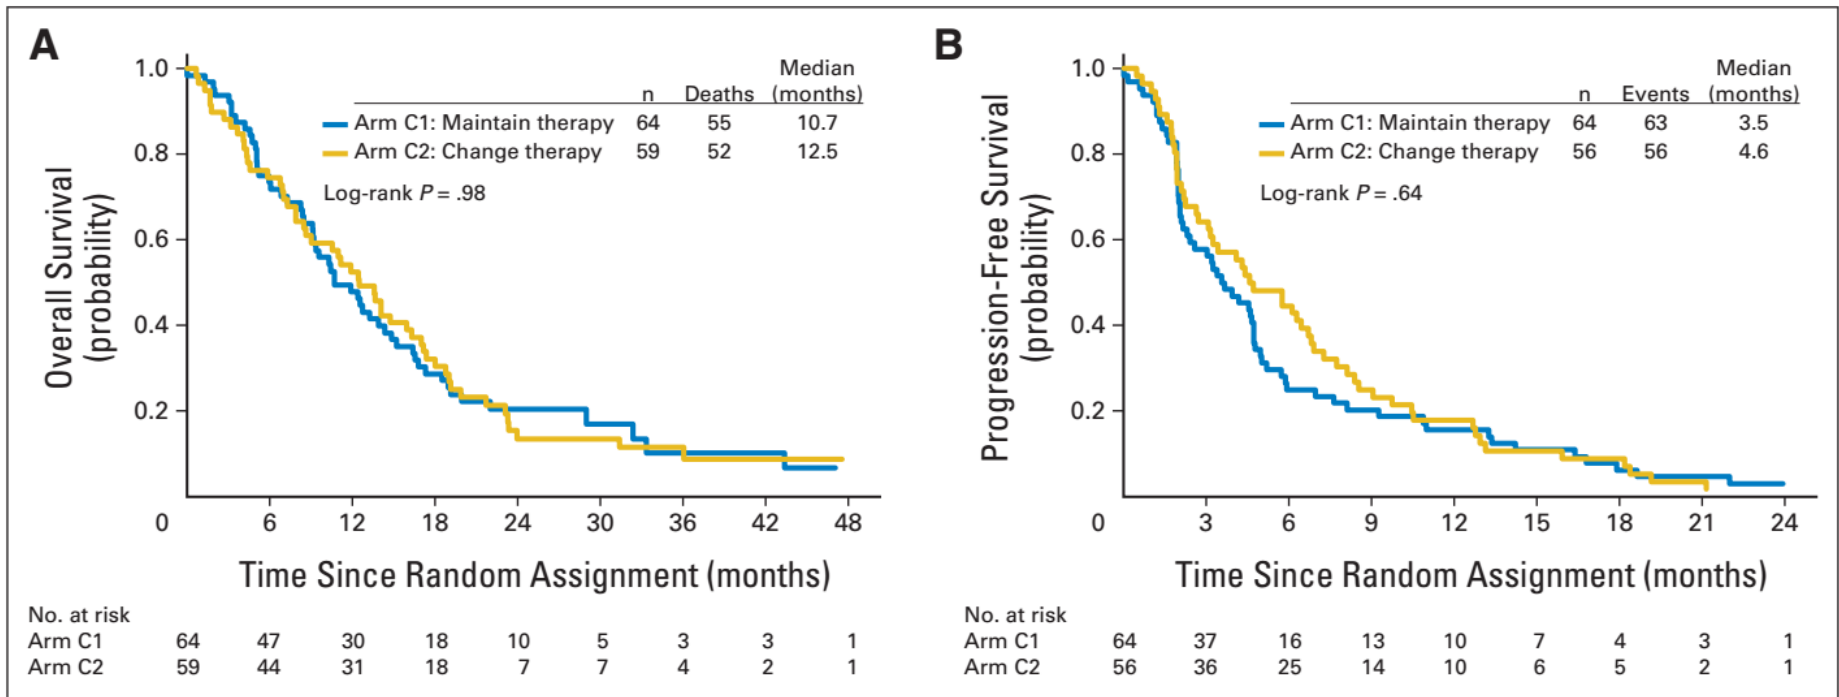 A
Overall Survival
(probability)
1.0
0.8
0.6
0.4
0.2
0
6 12 18 24 30 36 42 48
Median
n Deaths (months)
Arm C1: Maintain therapy 64 55 10.7
Arm C2: Change therapy 59 52 12.5
Log-rank P = .98
Time Since Random Assignment (months)
No. at risk
Arm C1 64 47 30 18 10 5 3 3 1
Arm C2 59 44 31 18 7 7 4 2 1
B
Progression-Free Survival
(probability)
1.0
0.8
0.6
0.4
0.2
0
3 6 9 12 15 18 21 24
Median
n Events (months)
Arm C1: Maintain therapy 64 63 3.5
Arm C2: Change therapy 56 56 4.6
Log-rank P = .64
Time Since Random Assignment (months)
No. at risk
Arm C1 64 37 16 13 10 7 4 3 1
Arm C2 56 36 25 14 10 6 5 2 1